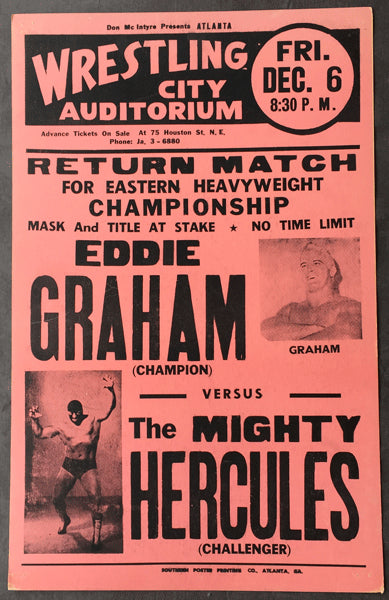 Don McIntyre Presents ATLANTA
WRESTLING
CITY
AUDITORIUM
FRI.
DEC. 6
8:30 P. M.
Advance Tickets On Sale At 75 Houston St, N. E.
Phone: Ja, 3-6880
RETURN MATCH
FOR EASTERN HEAVYWEIGHT
CHAMPIONSHIP
MASK And TITLE AT STAKE ★ NO TIME LIMIT
EDDIE
GRAHAM
(CHAMPION)
GRAHAM
VERSUS
The MIGHTY
HERCULES
(CHALLENGER)
SOUTHERN POSTER PRINTING CO., ATLANTA, GA.